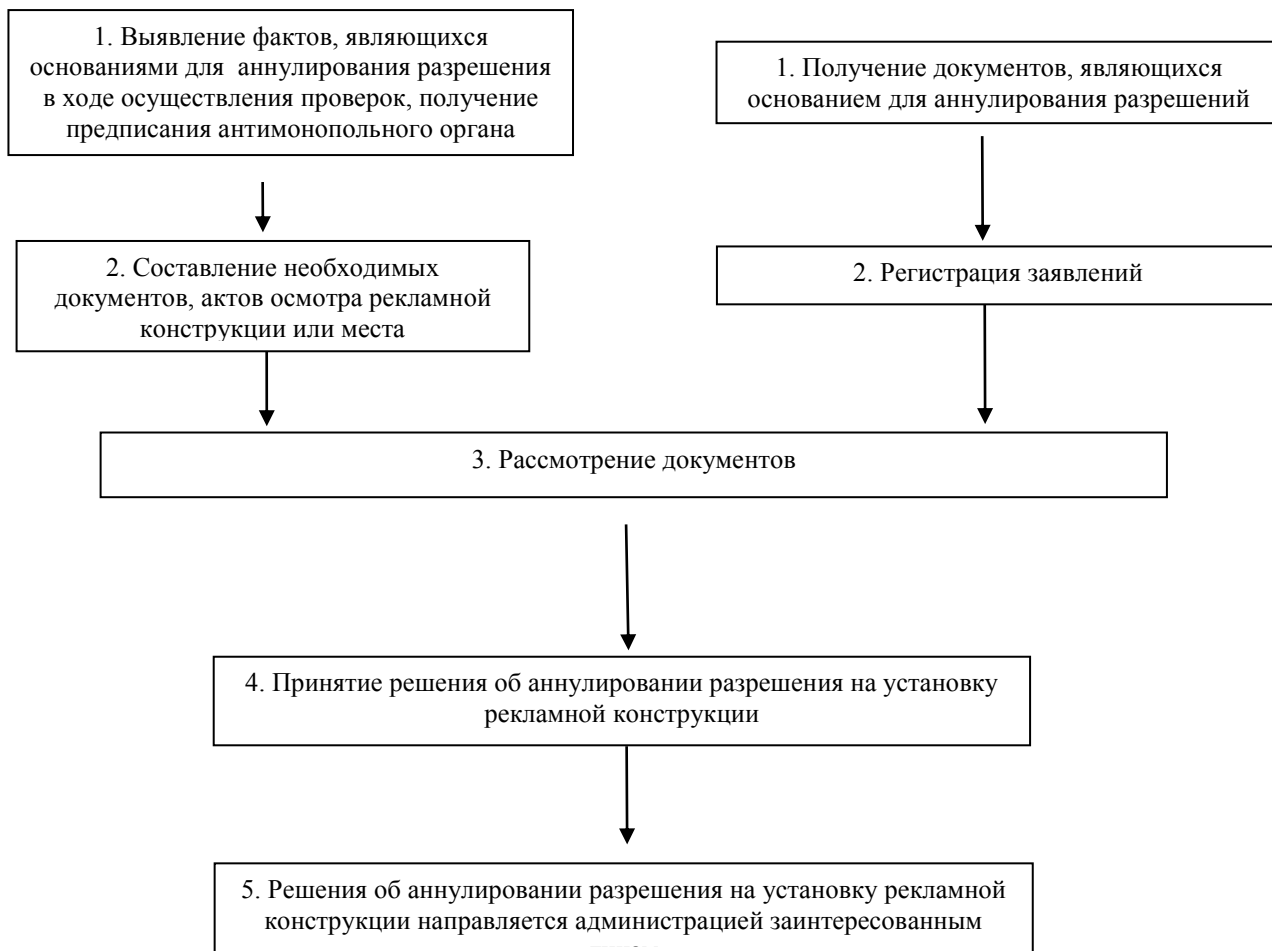 1. Выявление фактов, являющихся
основаниями для аннулирования разрешения
в ходе осуществления проверок, получение
предписания антимонопольного органа
1. Получение документов, являющихся
основанием для аннулирования разрешений
2. Составление необходимых
документов, актов осмотра рекламной
конструкции или места
2. Регистрация заявлений
3. Рассмотрение документов
4. Принятие решения об аннулировании разрешения на установку
рекламной конструкции
5. Решения об аннулировании разрешения на установку рекламной
конструкции направляется администрацией заинтересованным